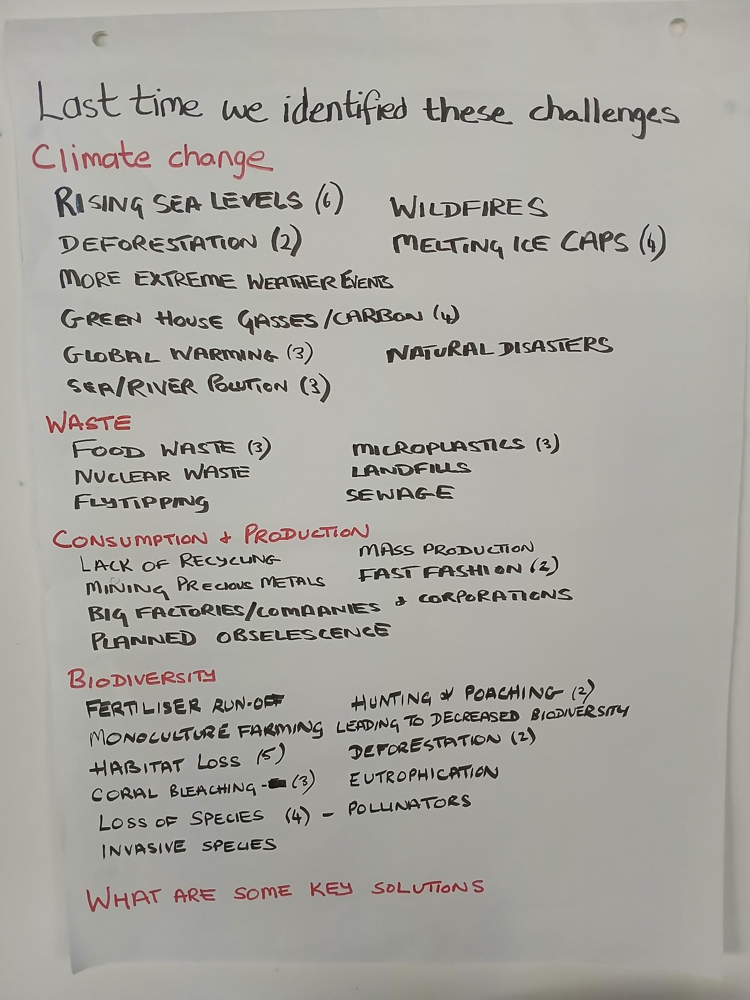 Last time we identified these challenges
Climate change
RISING SEA LEVELS (6) WILDFIRES
DEFORESTATION (2) MELTING ICE CAPS (4)
MORE EXTREME WEATHER EVENTS
GREEN HOUSE GASSES/CARBON (4)
GLOBAL WARMING (3) NATURAL DISASTERS
SEA/RIVER POLUTION (3)
WASTE
FOOD WASTE (3) MICROPLASTICS (3)
NUCLEAR WASTE LANDFILLS
FLYTIPPING SEWAGE
CONSUMPTION & PRODUCTION
LACK OF RECYCLING MASS PRODUCTION
MINING PRECIOUS METALS FAST FASHION (2)
BIG FACTORIES/COMPANIES & CORPORATIONS
PLANNED OBSELESCENCE
BIODIVERSITY
FERTILISER RUN-OFF HUNTING & POACHING (2)
MONOCULTURE FARMING LEADING TO DECREASED BIODIVERSITY
HABITAT LOSS (5) DEFORESTATION (2)
CORAL BLEACHING - (3) EUTROPHICATION
LOSS OF SPECIES (4) - POLLINATORS
INVASIVE SPECIES
WHAT ARE SOME KEY SOLUTIONS